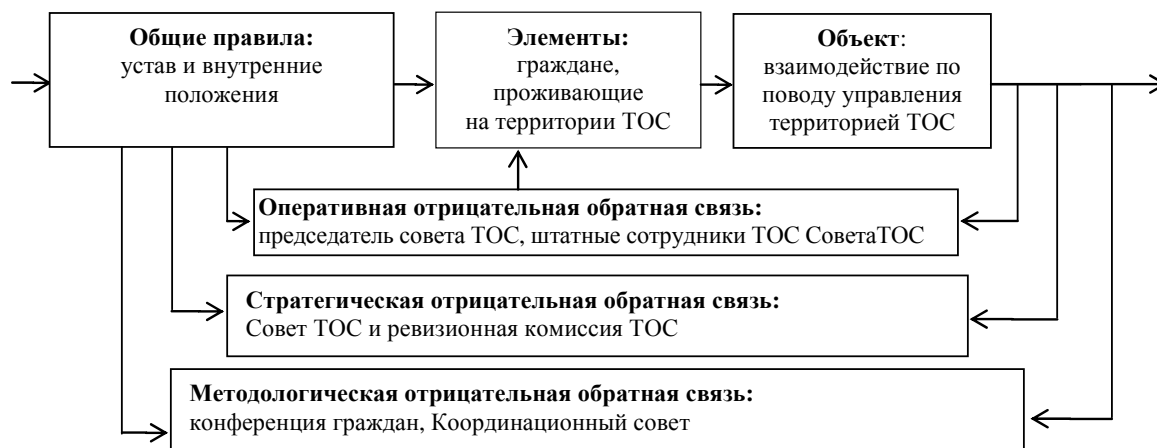 Общие правила:
устав и внутренние
положения
Элементы:
граждане,
проживающие
на территории ТОС
Объект:
взаимодействие по
поводу управления
территорией ТОС
Оперативная отрицательная обратная связь:
председатель совета ТОС, штатные сотрудники ТОС СоветаТОС
Стратегическая отрицательная обратная связь:
Совет ТОС и ревизионная комиссия ТОС
Методологическая отрицательная обратная связь:
конференция граждан, Координационный совет